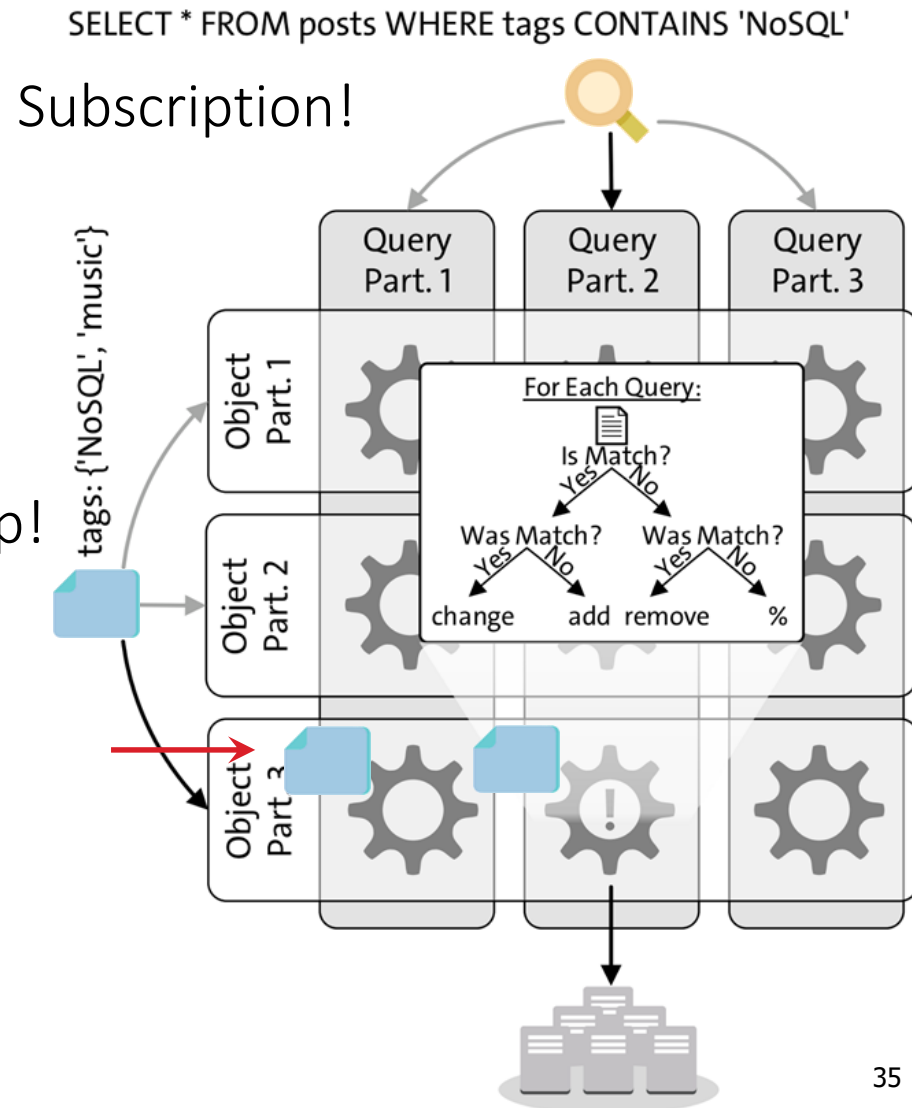 SELECT * FROM posts WHERE tags CONTAINS 'NoSQL'
Subscription!
Query
Part. 1
Query
Part. 2
Query
Part. 3
tags: {'NoSQL', 'music'}
p!
Object
Part. 1
Object
Part. 2
Object
Part. 3
For Each Query:
Is Match?
Yes No
Was Match? Was Match?
Yes No Yes No
change add remove %
!
35